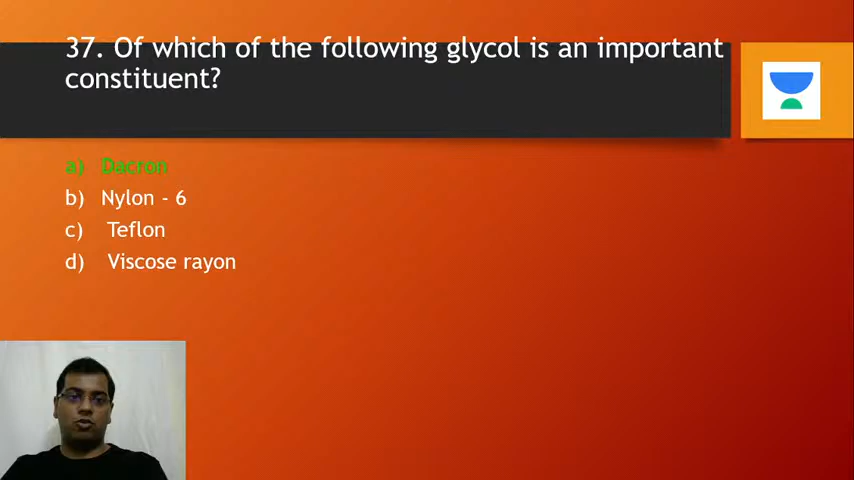 37. Of which of the following glycol is an important
constituent?
a) Dacron
b) Nylon - 6
c) Teflon
d) Viscose rayon